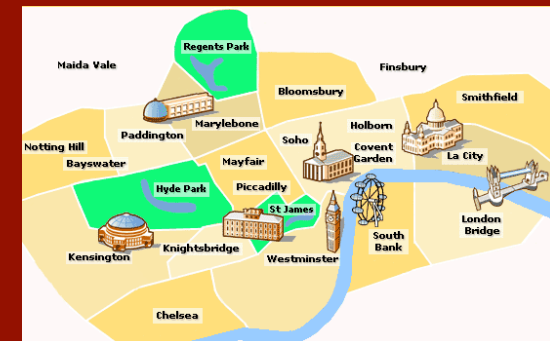 Regents Park
Maida Vale
Finsbury
Bloomsbury
Smithfield
Marylebone
Paddington
Holborn
Soho
Notting Hill
Covent
Garden
La City
Bayswater
Mayfair
Hyde Park
Piccadilly
St James
London
Bridge
South
Bank
Knightsbridge
Kensington
Westminster
Chelsea